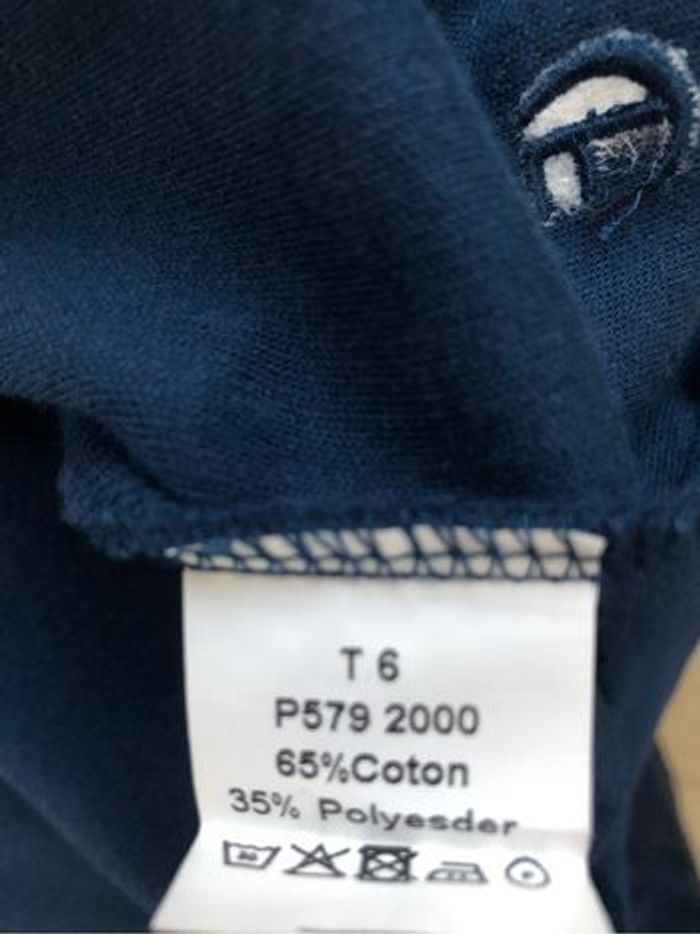 T 6
P579 2000
65%Coton
35% Polyesder